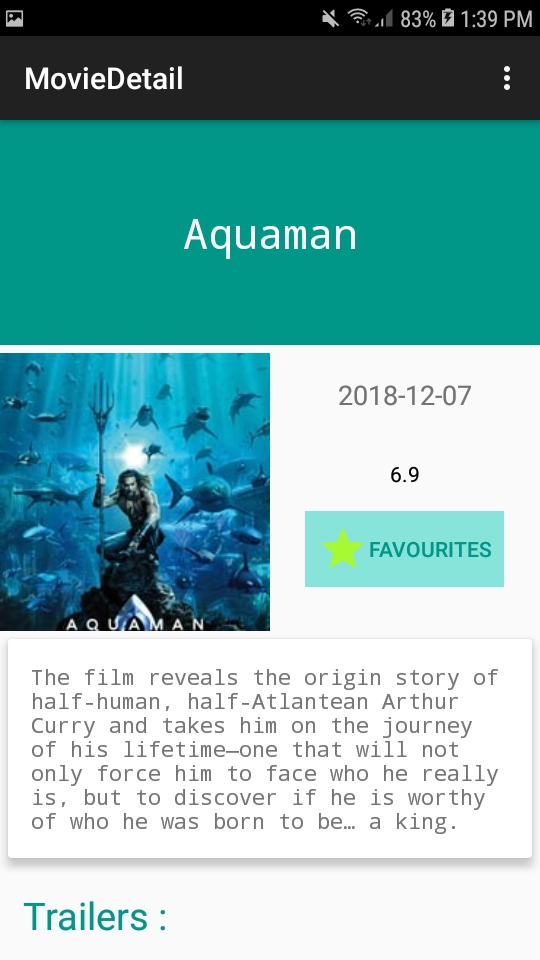 83% 1:39 PM
MovieDetail
Aquaman
2018-12-07
6.9
FAVOURITES
AQUAMAN
The film reveals the origin story of
half-human, half-Atlantean Arthur
Curry and takes him on the journey
of his lifetime—one that will not
only force him to face who he really
is, but to discover if he is worthy
of who he was born to be… a king.
Trailers :